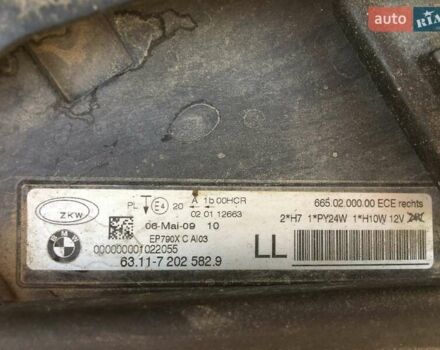 auto
RIA
ZKW
BMW
PL E4 20 A 1b 00HCR
02 01 12663
06-Mai-09 10
EP790X C AI03
000000001022055
63.11-7 202 582.9
LL
665.02.000.00 ECE rechts
2*H7 1*PY24W 1*H10W 12V